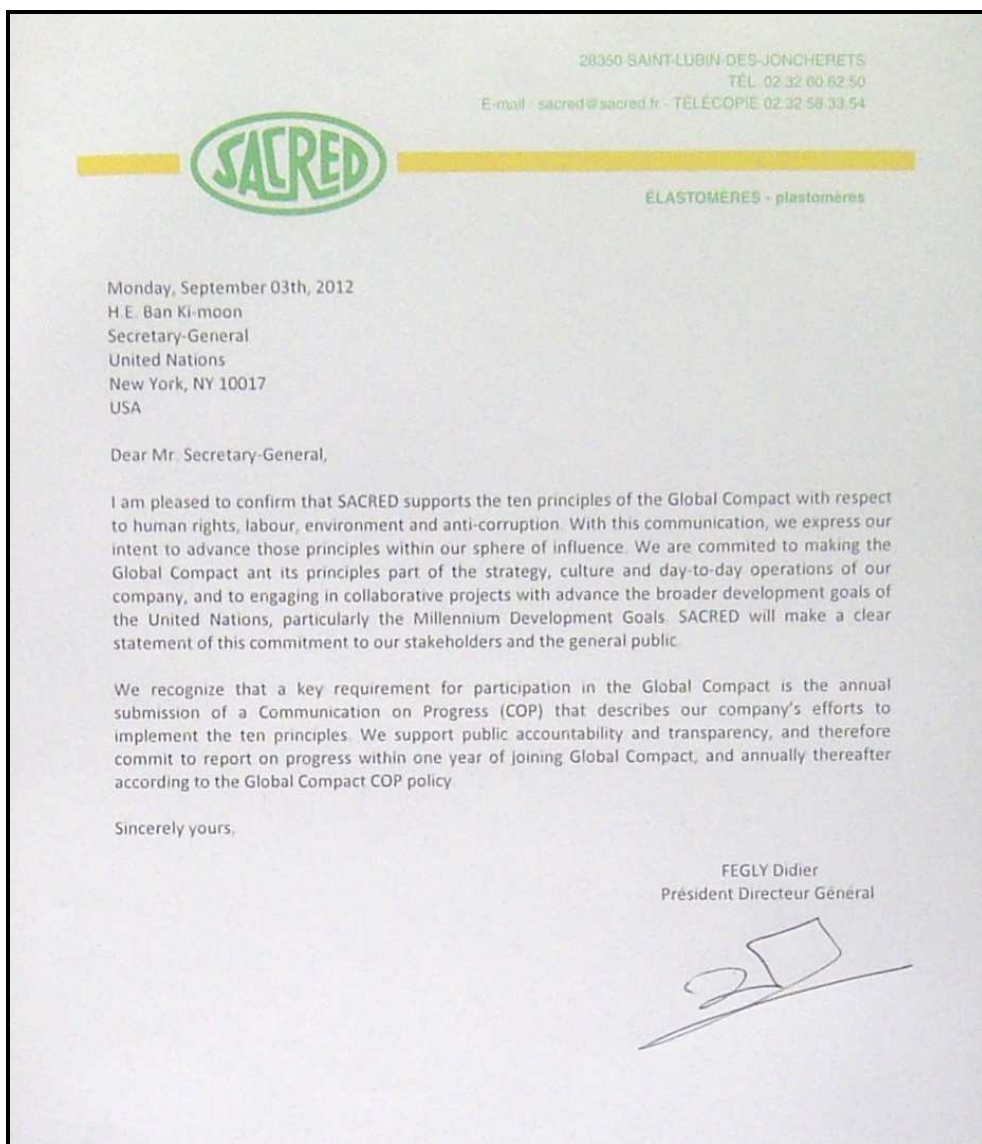 28350 SAINT-LUBIN-DES-JONCHERETS
TÉL. 02 32 60 62 50
E-mail : sacred@sacred.fr - TÉLÉCOPIE 02 32 58 33 54
SACRED
ÉLASTOMÈRES - plastomères
Monday, September 03th, 2012
H.E. Ban Ki-moon
Secretary-General
United Nations
New York, NY 10017
USA
Dear Mr. Secretary-General,
I am pleased to confirm that SACRED supports the ten principles of the Global Compact with respect
to human rights, labour, environment and anti-corruption. With this communication, we express our
intent to advance those principles within our sphere of influence. We are commited to making the
Global Compact ant its principles part of the strategy, culture and day-to-day operations of our
company, and to engaging in collaborative projects with advance the broader development goals of
the United Nations, particularly the Millennium Development Goals. SACRED will make a clear
statement of this commitment to our stakeholders and the general public.
We recognize that a key requirement for participation in the Global Compact is the annual
submission of a Communication on Progress (COP) that describes our company's efforts to
implement the ten principles. We support public accountability and transparency, and therefore
commit to report on progress within one year of joining Global Compact, and annually thereafter
according to the Global Compact COP policy.
Sincerely yours,
FEGLY Didier
Président Directeur Général